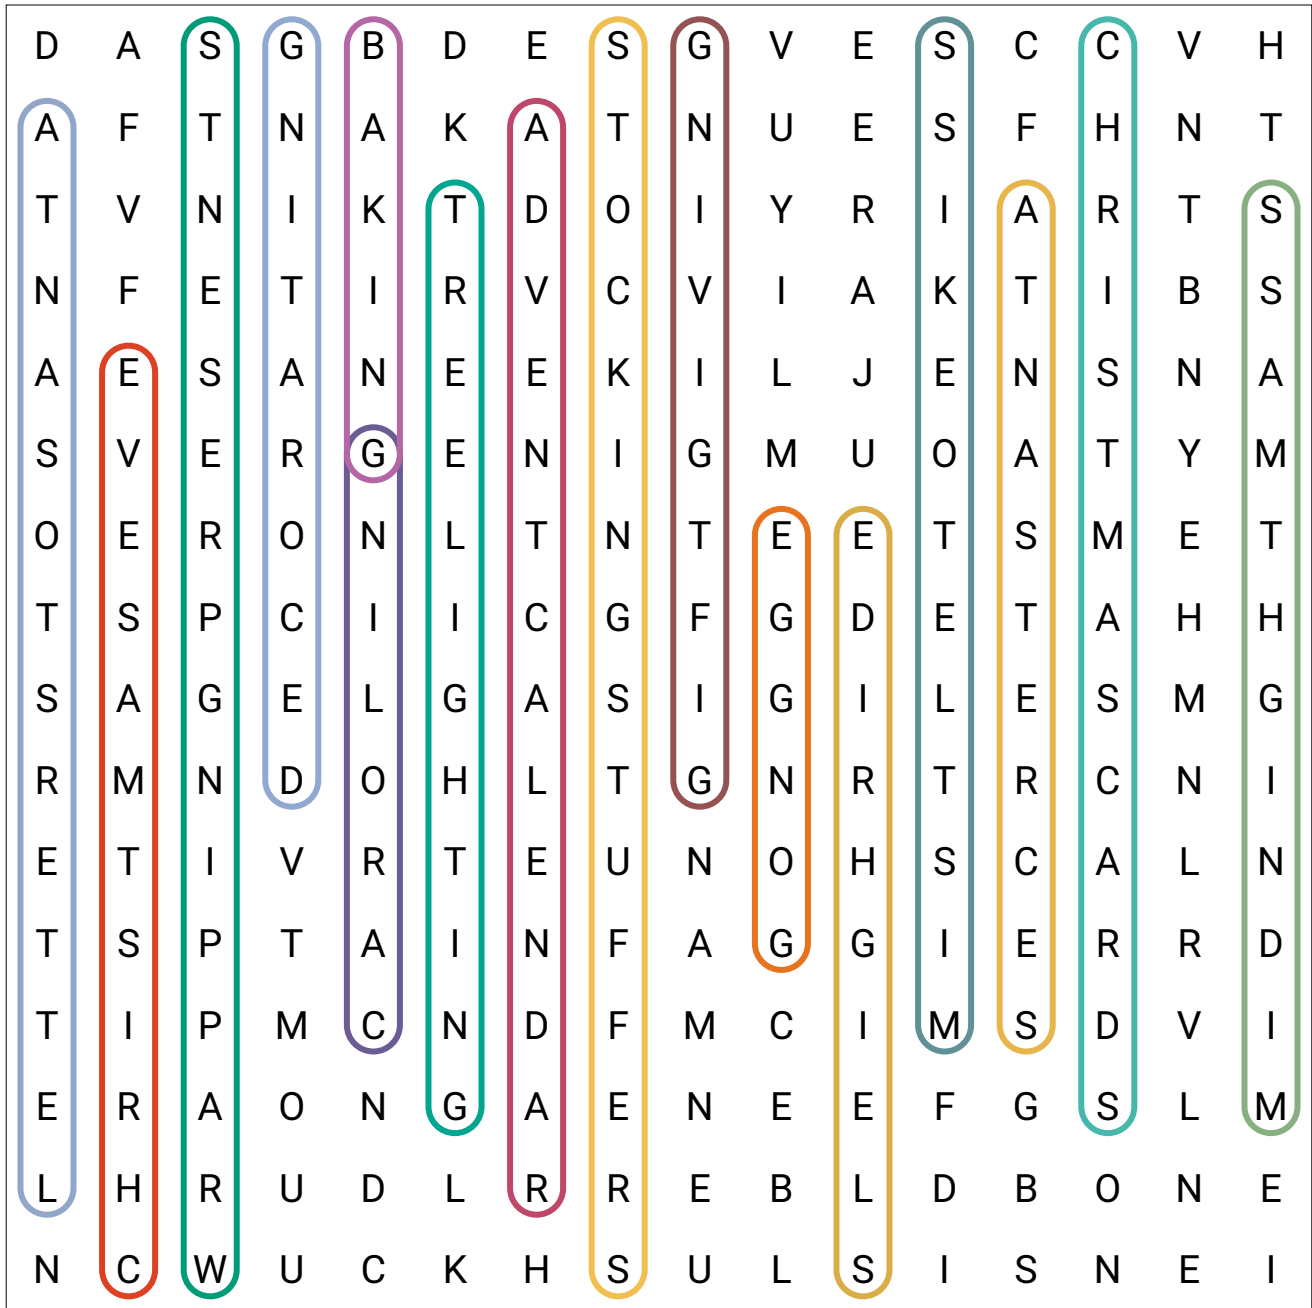 D A S G B D E S G V E S C C V H
A F T N A K A T N U E S F H N T
T V N I K T D O I Y R I A R T S
N F E T I R V C V I A K T I B S
A E S A N E E K I L J E N S N A
S V E R G E N I G M U O A T Y M
O E R O N L T N T E E T S M E T
T S P C I I C G F G D E T A H H
S A G E L G A S I G I L E S M G
R M N D O H L T G N R T R C N I
E T I V R T E U N O H S C A L N
T S P T A I N F A G G I E R R D
T I P M C N D F M C I M S D V I
E R A O N G A E N E E F G S L M
L H R U D L R R E B L D B O N E
N C W U C K H S U L S I S N E I